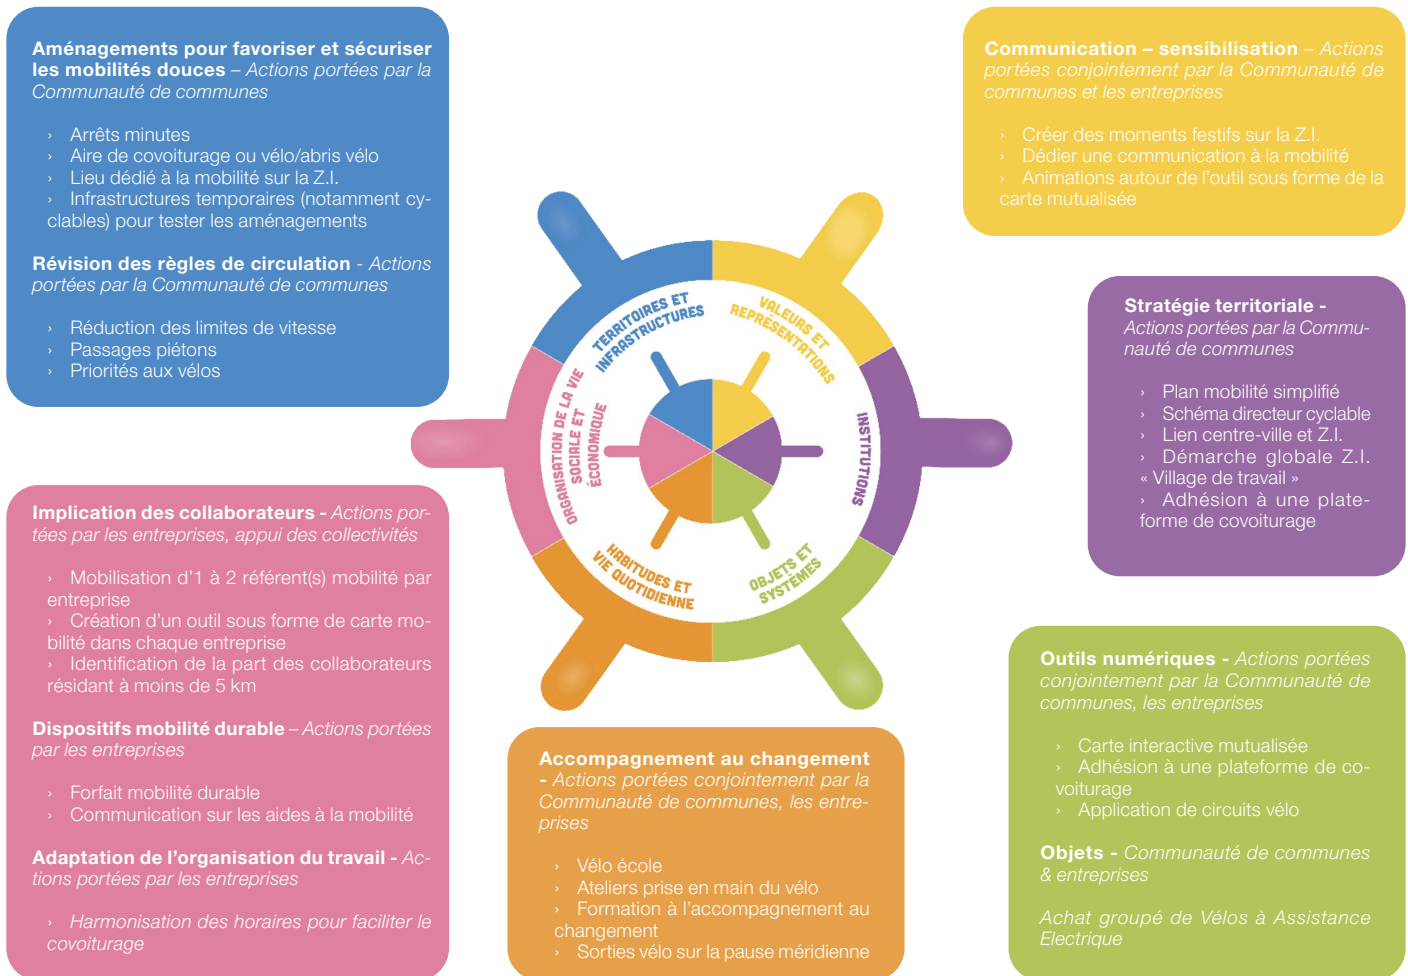 Aménagements pour favoriser et sécuriser
les mobilités douces – Actions portées par la
Communauté de communes
› Arrêts minutes
› Aire de covoiturage ou vélo/abris vélo
› Lieu dédié à la mobilité sur la Z.I.
› Infrastructures temporaires (notamment cy-
clables) pour tester les aménagements
Révision des règles de circulation - Actions
portées par la Communauté de communes
› Réduction des limites de vitesse
› Passages piétons
› Priorités aux vélos
Communication – sensibilisation – Actions
portées conjointement par la Communauté de
communes et les entreprises
› Créer des moments festifs sur la Z.I.
› Dédier une communication à la mobilité
› Animations autour de l'outil sous forme de la
carte mutualisée
Stratégie territoriale -
Actions portées par la Commu-
nauté de communes
› Plan mobilité simplifié
› Schéma directeur cyclable
› Lien centre-ville et Z.I.
› Démarche globale Z.I.
« Village de travail »
› Adhésion à une plate-
forme de covoiturage
TERRITOIRES ET
INFRASTRUCTURES
VALEURS ET
REPRÉSENTATIONS
INSTITUTIONS
OBJETS ET
SYSTÈMES
HABITUDES ET
VIE QUOTIDIENNE
ORGANISATION DE LA VIE
SOCIALE ET
ÉCONOMIQUE
Implication des collaborateurs - Actions por-
tées par les entreprises, appui des collectivités
› Mobilisation d'1 à 2 référent(s) mobilité par
entreprise
› Création d'un outil sous forme de carte mo-
bilité dans chaque entreprise
› Identification de la part des collaborateurs
résidant à moins de 5 km
Dispositifs mobilité durable – Actions portées
par les entreprises
› Forfait mobilité durable
› Communication sur les aides à la mobilité
Adaptation de l'organisation du travail - Ac-
tions portées par les entreprises
› Harmonisation des horaires pour faciliter le
covoiturage
Accompagnement au changement
- Actions portées conjointement par la
Communauté de communes, les entre-
prises
› Vélo école
› Ateliers prise en main du vélo
› Formation à l'accompagnement au
changement
› Sorties vélo sur la pause méridienne
Outils numériques - Actions portées
conjointement par la Communauté de
communes, les entreprises
› Carte interactive mutualisée
› Adhésion à une plateforme de co-
voiturage
› Application de circuits vélo
Objets - Communauté de communes
& entreprises
Achat groupé de Vélos à Assistance
Electrique